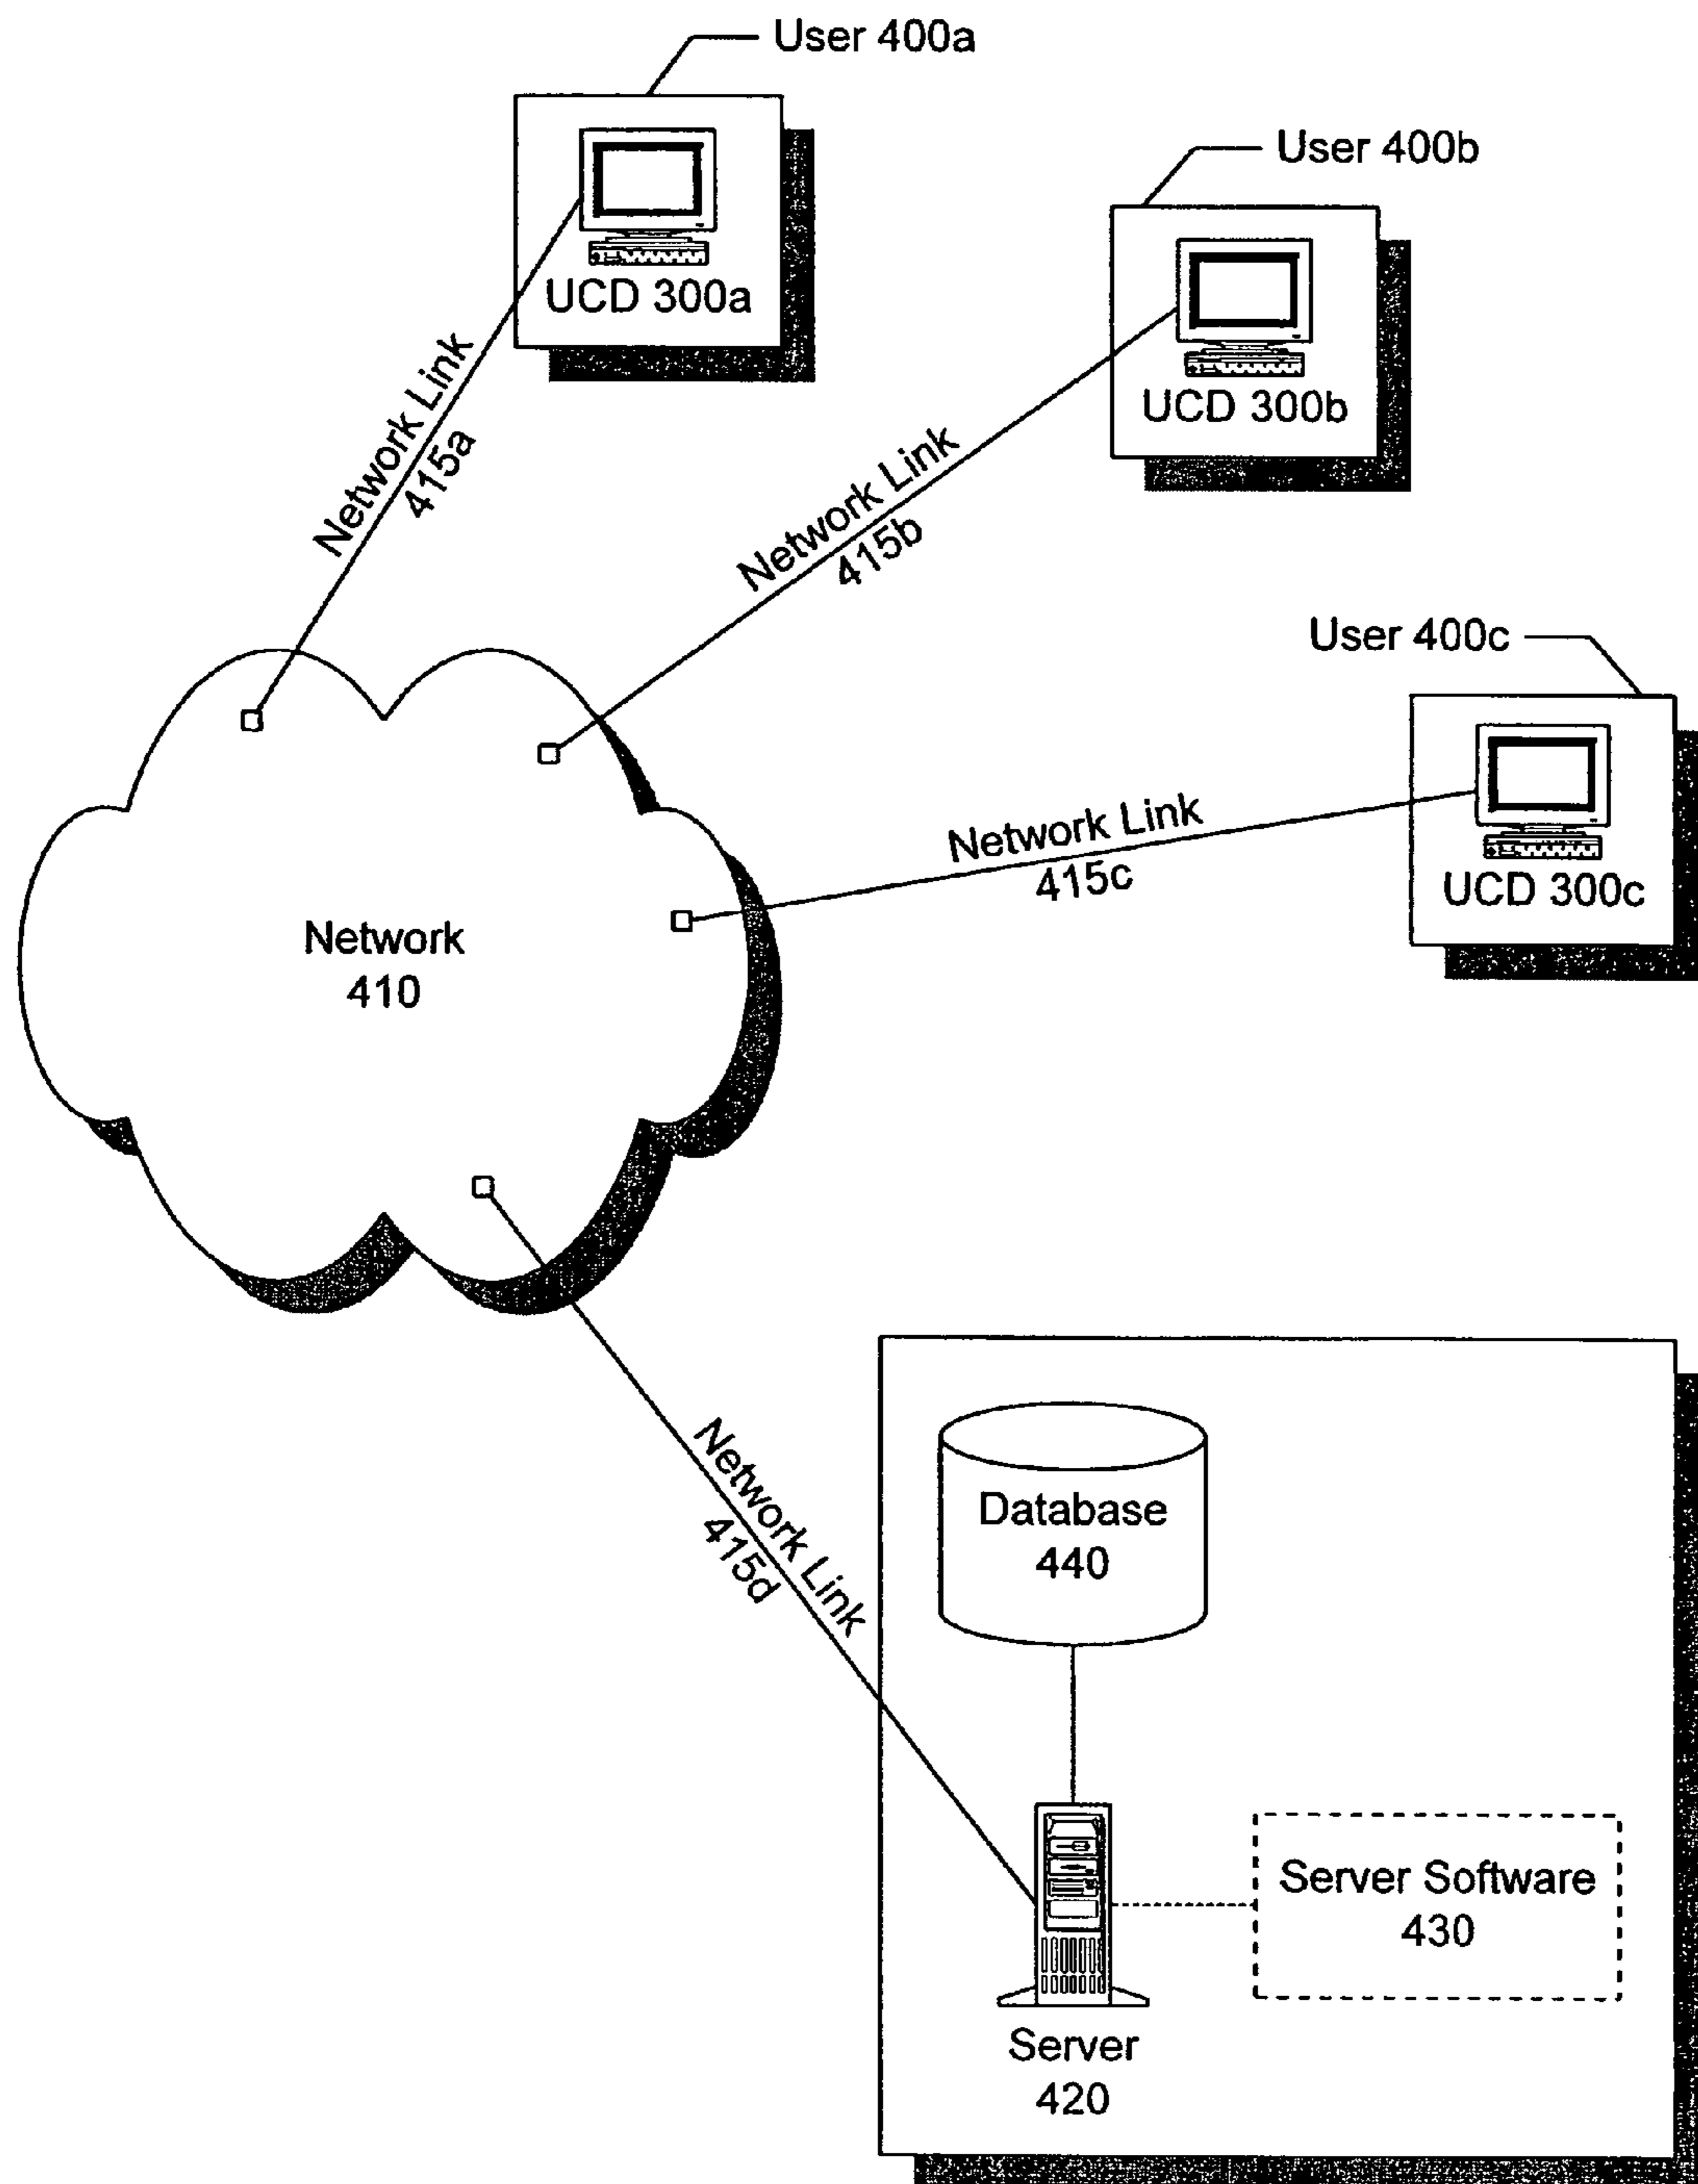 User 400a
UCD 300a
User 400b
UCD 300b
Network Link
415a
Network Link
415b
User 400c
UCD 300c
Network Link
415c
Network
410
Network Link
415d
Database
440
Server Software
430
Server
420